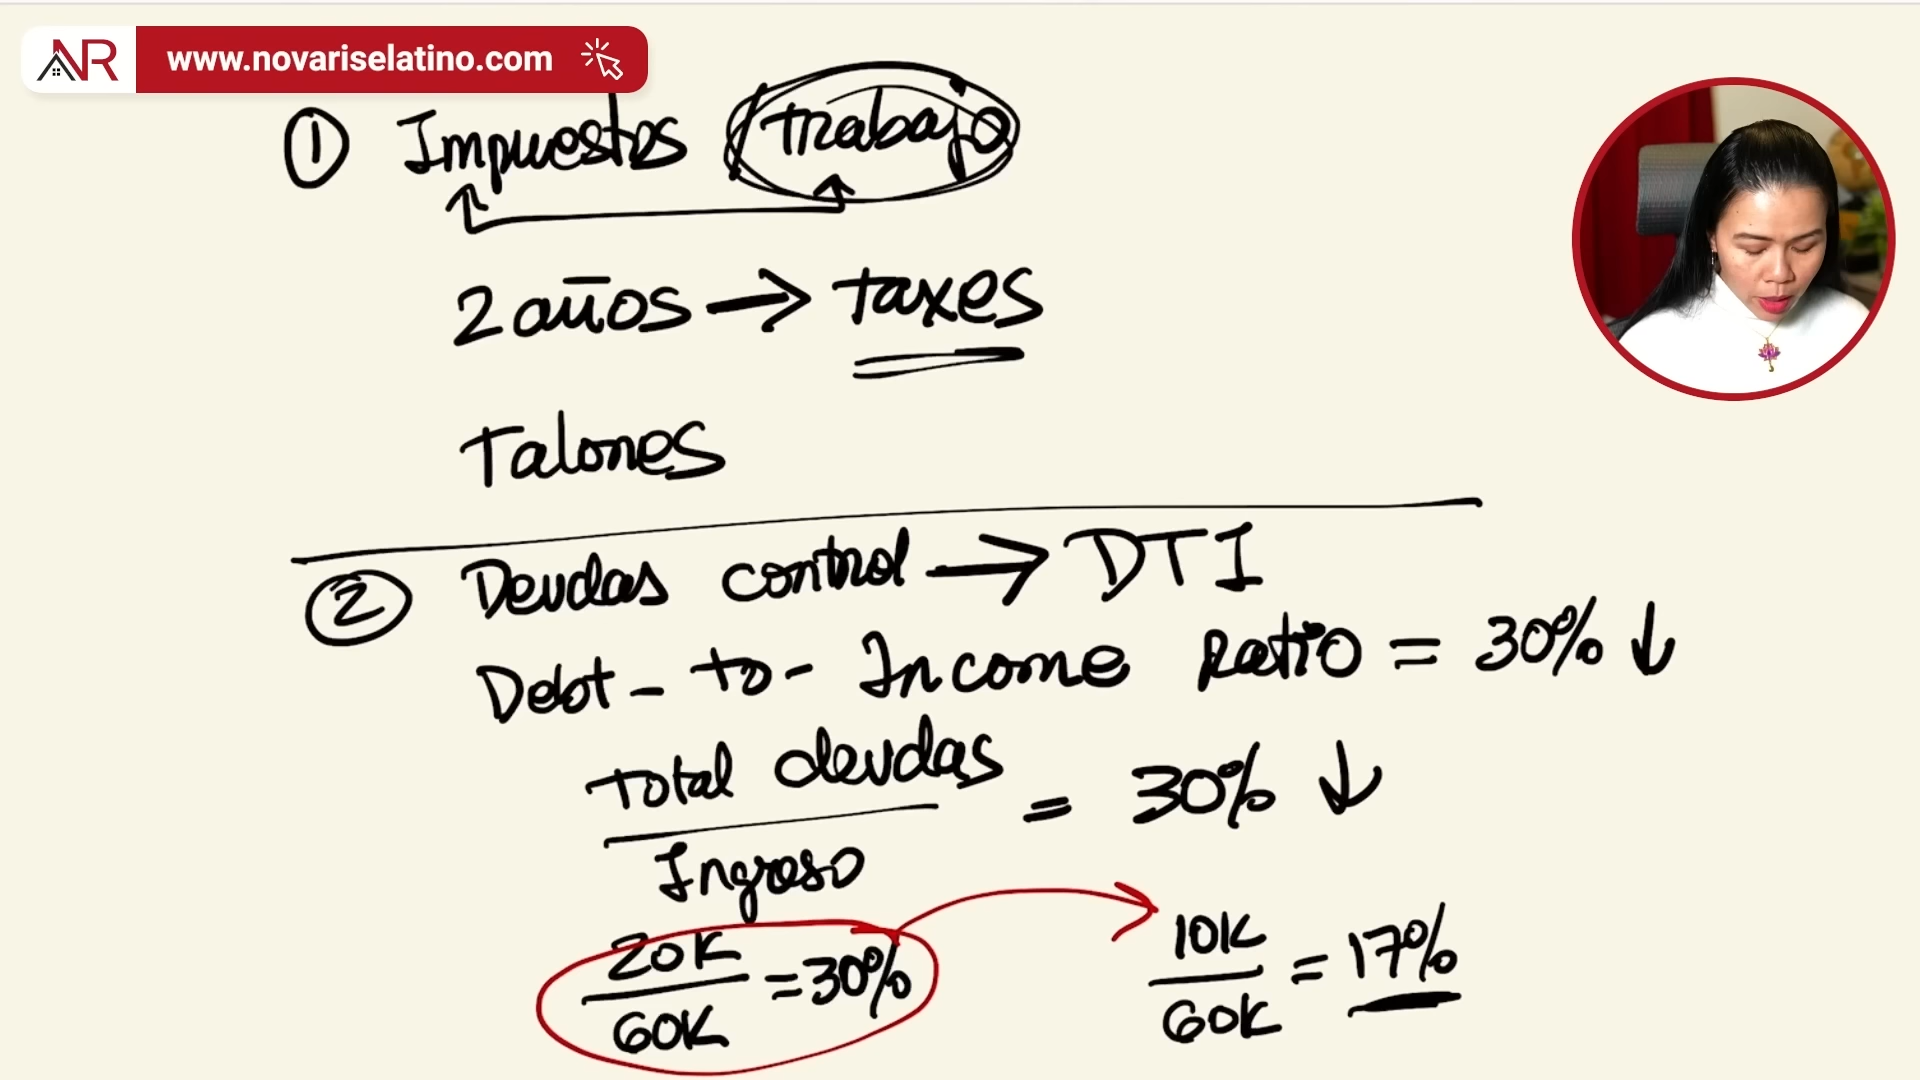 NR www.novariselatino.com
① Impuestos trabajo
2 años → taxes
Talones
② Deudas control → DTI
Debt - to - Income Ratio = 30% ↓
Total deudas
= 30% ↓
Ingreso
20K
= 30%
60K
10K
= 17%
60K